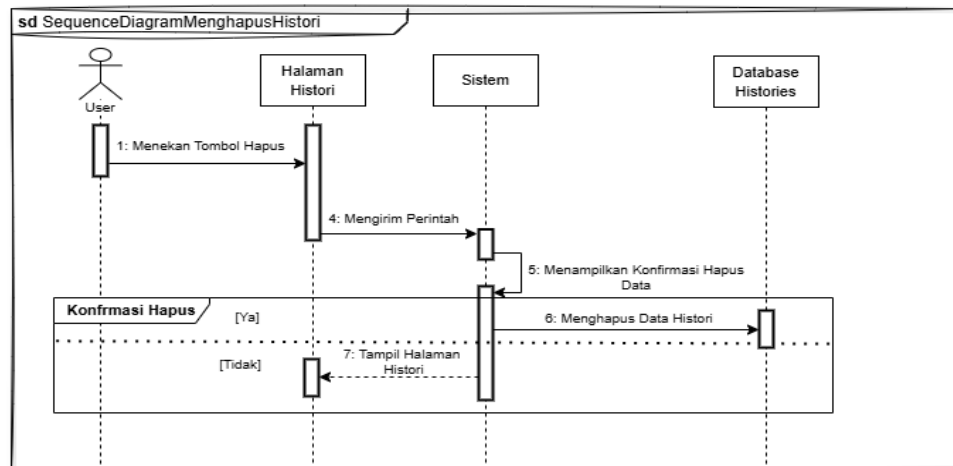 sd SequenceDiagramMenghapusHistori
User
Halaman
Histori
Sistem
Database
Histories
1: Menekan Tombol Hapus
4: Mengirim Perintah
5: Menampilkan Konfirmasi Hapus
Data
Konfrmasi Hapus
[Ya]
6: Menghapus Data Histori
[Tidak]
7: Tampil Halaman
Histori